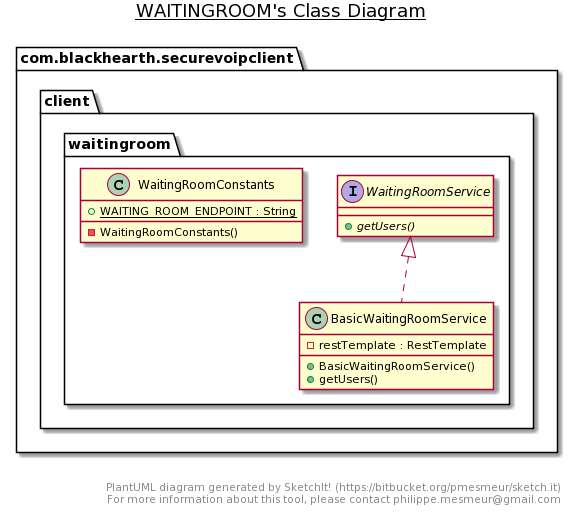 WAITINGROOM's Class Diagram
com.blackhearth.securevoipclient
client
waitingroom
C WaitingRoomConstants
WAITING_ROOM_ENDPOINT : String
WaitingRoomConstants()
I WaitingRoomService
getUsers()
C BasicWaitingRoomService
restTemplate : RestTemplate
BasicWaitingRoomService()
getUsers()
PlantUML diagram generated by SketchIt! (https://bitbucket.org/pmesmeur/sketch.it)
For more information about this tool, please contact philippe.mesmeur@gmail.com